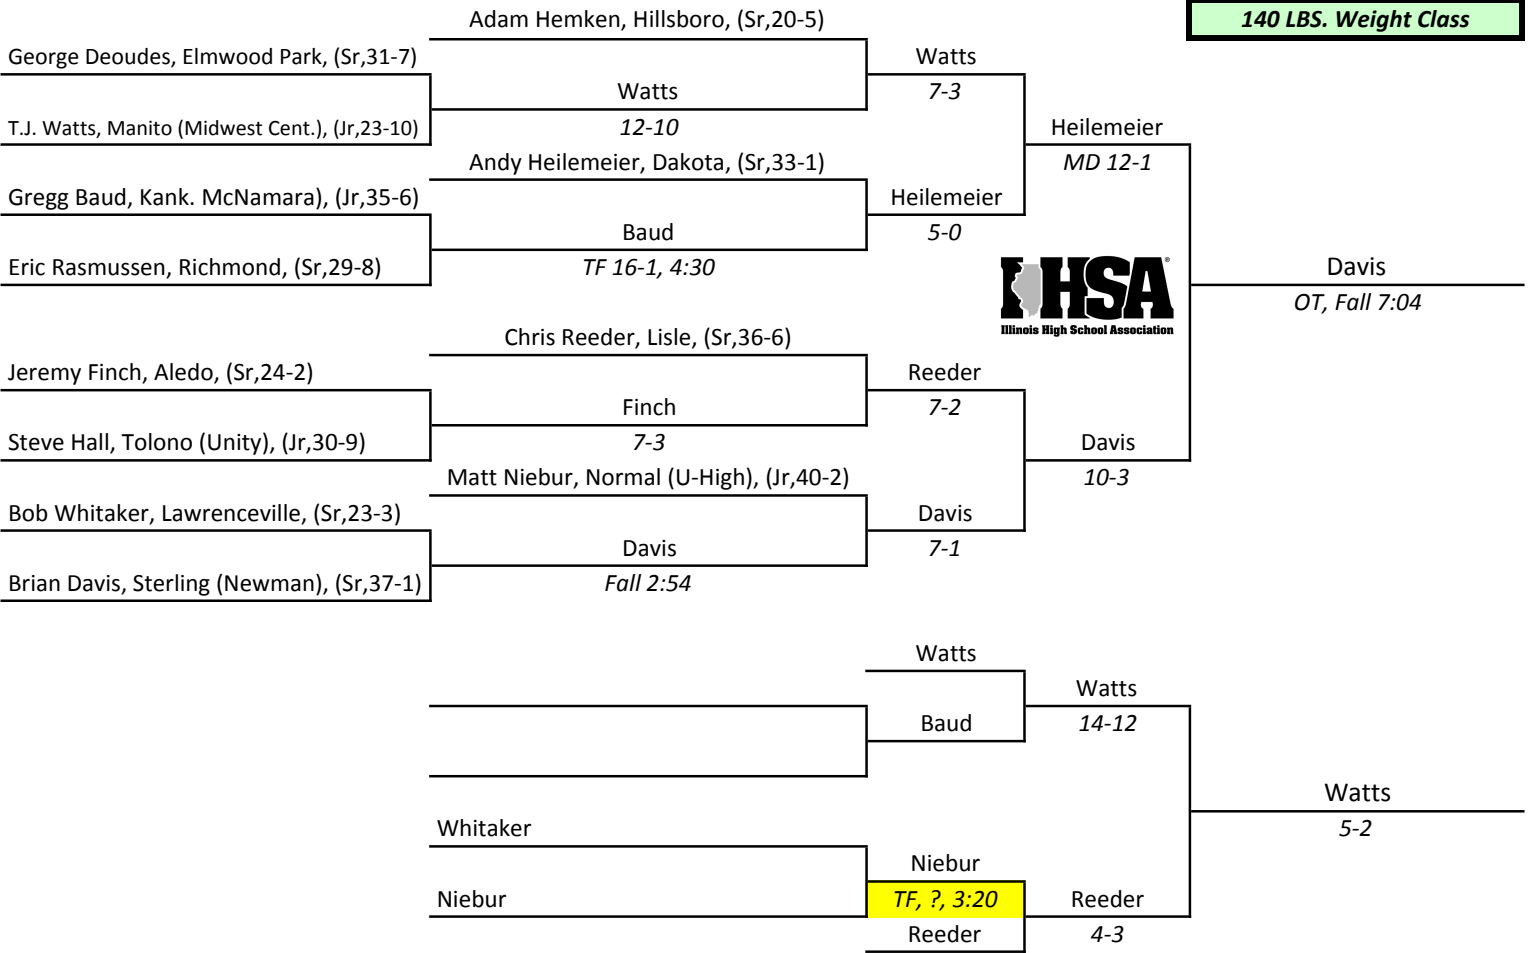 Adam Hemken, Hillsboro, (Sr,20-5)
140 LBS. Weight Class
George Deoudes, Elmwood Park, (Sr,31-7)
Watts
Watts
7-3
T.J. Watts, Manito (Midwest Cent.), (Jr,23-10)
12-10
Heilemeier
Andy Heilemeier, Dakota, (Sr,33-1)
MD 12-1
Gregg Baud, Kank. McNamara), (Jr,35-6)
Heilemeier
Baud
5-0
Eric Rasmussen, Richmond, (Sr,29-8)
TF 16-1, 4:30
IHSA
®
Illinois High School Association
Davis
OT, Fall 7:04
Chris Reeder, Lisle, (Sr,36-6)
Jeremy Finch, Aledo, (Sr,24-2)
Reeder
Finch
7-2
Steve Hall, Tolono (Unity), (Jr,30-9)
7-3
Davis
Matt Niebur, Normal (U-High), (Jr,40-2)
10-3
Bob Whitaker, Lawrenceville, (Sr,23-3)
Davis
Davis
7-1
Brian Davis, Sterling (Newman), (Sr,37-1)
Fall 2:54
Watts
Watts
Baud
14-12
Watts
5-2
Whitaker
Niebur
Niebur
TF, ?, 3:20
Reeder
Reeder
4-3